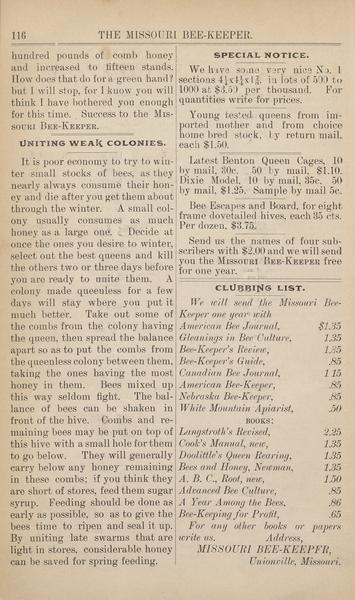 116
THE MISSOURI BEE-KEEPER.
hundred pounds of comb honey
and increased to fifteen stands.
How does that do for a green hand?
but I will stop, for I know you will
think I have bothered you enough
for this time. Success to the MIS-
SOURI BEE-KEEPER.
UNITING WEAK COLONIES.
It is poor economy to try to win-
ter small stocks of bees, as they
nearly always consume their hon-
ey and die after you get them about
through the winter. A small col-
ony usually consumes as much
honey as a large one. Decide at
once the ones you desire to winter,
select out the best queens and kill
the others two or three days before
you are ready to unite them. A
colony made queenless for a few
days will stay where you put it
much better. Take out some of
the combs from the colony having
the queen, then spread the balance
apart so as to put the combs from
the queenless colony between them,
taking the ones having the most
honey in them. Bees mixed up
this way seldom fight. The bal-
lance of bees can be shaken in
front of the hive. Combs and re-
maining bees may be put on top of
this hive with a small hole for them
to go below. They will generally
carry below any honey remaining
in these combs; if you think they
are short of stores, feed them sugar
syrup. Feeding should be done as
early as possible, so as to give the
bees time to ripen and seal it up.
By uniting late swarms that are
light in stores, considerable honey
can be saved for spring feeding.
SPECIAL NOTICE.
We have some very nice No. 1
sections in lots of 500 to
1000 at $3.50 per thousand. For
quantities write for prices.
Young tested queens from im-
ported mother and from choice
home bred stock, by return mail,
each $1.50.
Latest Benton Queen Cages, 10
by mail, 30c. 50 by mail, $1.10.
Dixie Model, 10 by mail, 35c. 50
by mail, $1.25. Sample by mail 5c.
Bee Escapes and Board, for eight
frame dovetailed hives, each 35 cts.
Per dozen, $3.75.
Send us the names of four sub-
scribers with $2.00 and we will send
you the MISSOURI BEE-KEEPER free
for one year.
CLUBBING LIST.
We will send the Missouri Bee-
Keeper one year with
American Bee Journal, $1.35
Gleanings in Bee Culture, 1.35
Bee-Keeper's Review, 1.35
Bee-Keeper's Guide, .85
Canadian Bee Journal, 1 15
American Bee-Keeper, .85
Nebraska Bee-Keeper, .85
White Mountain Apiarist, .50
BOOKS:
Langstroth's Revised, 2.25
Cook's Manual, new, 1.35
Doolittle's Queen Rearing, 1.35
Bees and Honey, Newman, 1.35
A. B. C., Root, new, 1.50
Advanced Bee Culture, .85
A Year Among the Bees, .86
Bee-Keeping for Profit, .65
For any other books or papers
write us. Address,
MISSOURI BEE-KEEPER,
Unionville, Missouri.